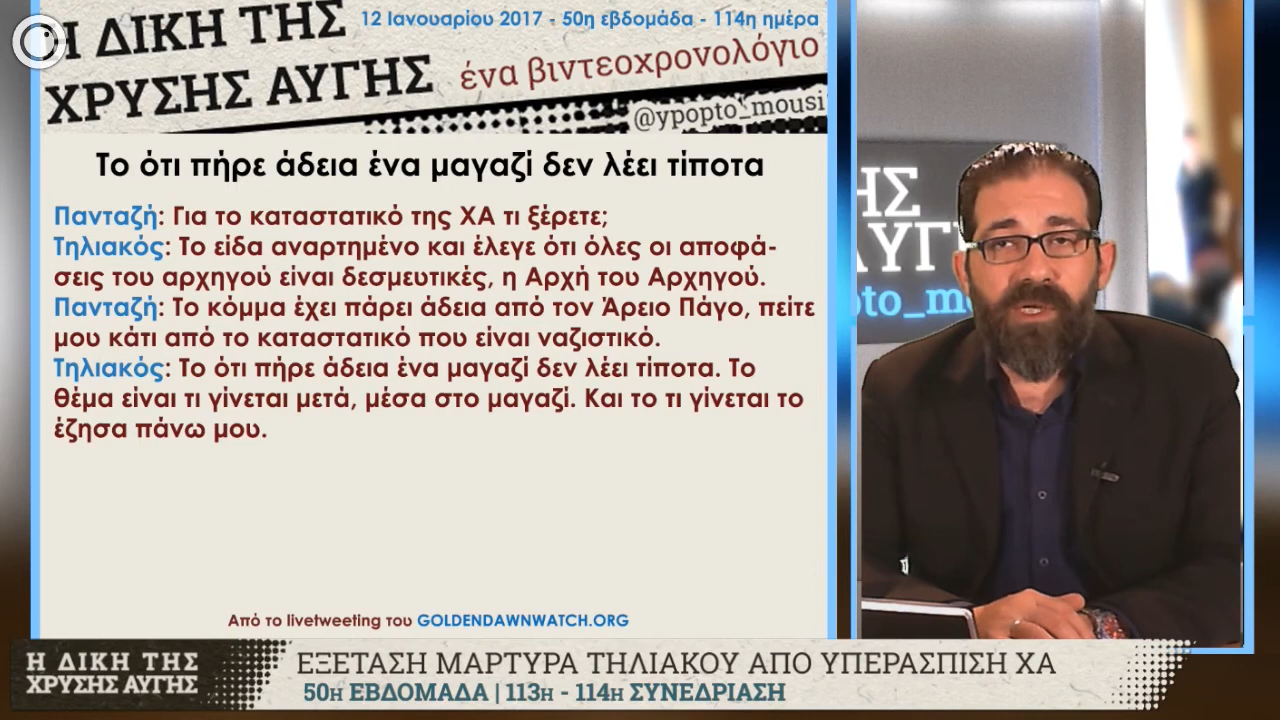 Η ΔΙΚΗ ΤΗΣ
ΧΡΥΣΗΣ ΑΥΓΗΣ
12 Ιανουαρίου 2017 - 50η εβδομάδα - 114η ημέρα
ένα βιντεοχρονολόγιο
@ypopto_mousi
Το ότι πήρε άδεια ένα μαγαζί δεν λέει τίποτα
Πανταζή: Για το καταστατικό της ΧΑ τι ξέρετε;
Τηλιακός: Το είδα αναρτημένο και έλεγε ότι όλες οι αποφά-
σεις του αρχηγού είναι δεσμευτικές, η Αρχή του Αρχηγού.
Πανταζή: Το κόμμα έχει πάρει άδεια από τον Άρειο Πάγο, πείτε
μου κάτι από το καταστατικό που είναι ναζιστικό.
Τηλιακός: Το ότι πήρε άδεια ένα μαγαζί δεν λέει τίποτα. Το
θέμα είναι τι γίνεται μετά, μέσα στο μαγαζί. Και το τι γίνεται το
έζησα πάνω μου.
Από το livetweeting του GOLDENDAWNWATCH.ORG
ΗΣ
ΑΥΓ
pto_m
Η ΔΙΚΗ ΤΗΣ
ΧΡΥΣΗΣ ΑΥΓΗΣ
ΕΞΕΤΑΣΗ ΜΑΡΤΥΡΑ ΤΗΛΙΑΚΟΥ ΑΠΟ ΥΠΕΡΑΣΠΙΣΗ ΧΑ
50η ΕΒΔΟΜΑΔΑ | 113η - 114η ΣΥΝΕΔΡΙΑΣΗ